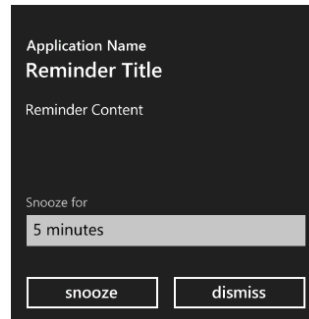 Application Name
Reminder Title
Reminder Content
Snooze for
5 minutes
snooze dismiss